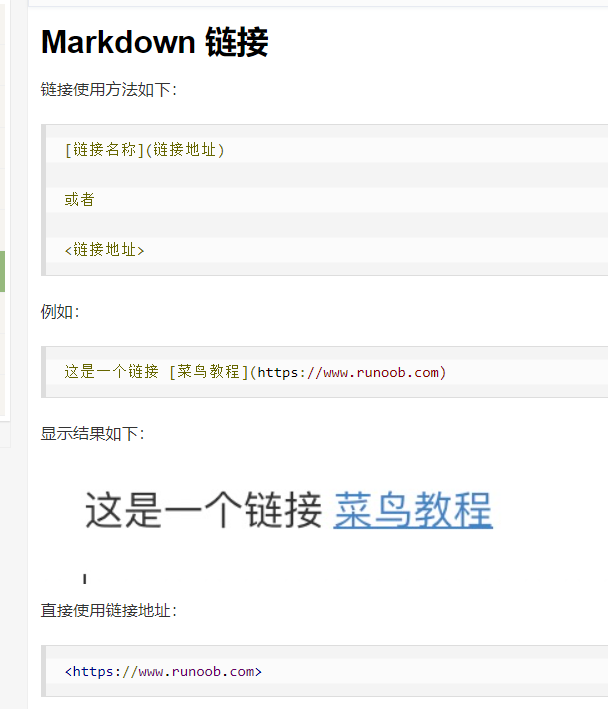 Markdown 链接
链接使用方法如下：
[链接名称](链接地址)
或者
<链接地址>
例如：
这是一个链接 [菜鸟教程](https://www.runoob.com)
显示结果如下：
这是一个链接 菜鸟教程
直接使用链接地址：
<https://www.runoob.com>